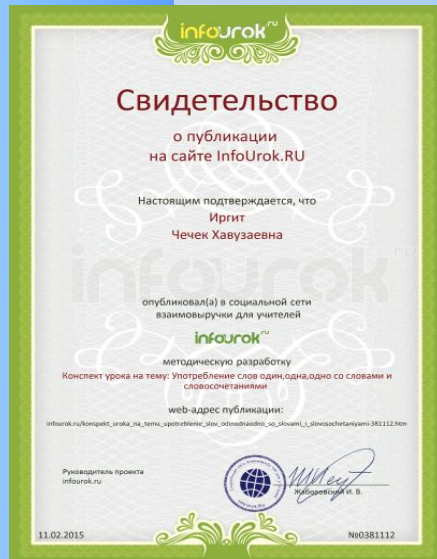 infourok ru
Свидетельство
о публикации
на сайте InfoUrok.RU
Настоящим подтверждается, что
Иргит
Чечек Хавузаевна
опубликовал(а) в социальной сети
взаимовыручки для учителей
infourok ru
методическую разработку
Конспект урока на тему: Употребление слов один,одна,одно со словами и
словосочетаниями
web-адрес публикации:
infourok.ru/konspekt_uroka_na_temu_upotreblenie_slov_odinodnaodno_so_slovami_i_slovosochetaniyami-381112.htm
Руководитель проекта
infourok.ru
Жаборовский И. В.
11.02.2015
№0381112